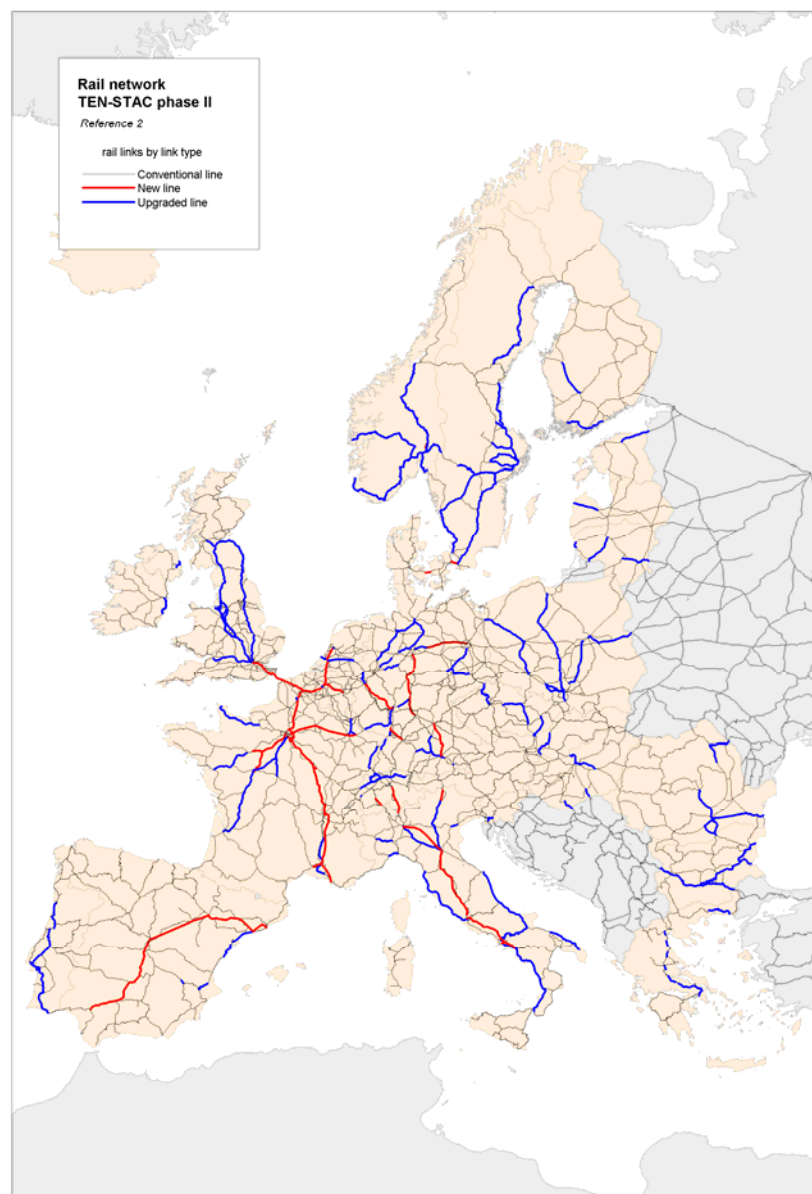 Rail network
TEN-STAC phase II
Reference 2
rail links by link type
Conventional line
New line
Upgraded line